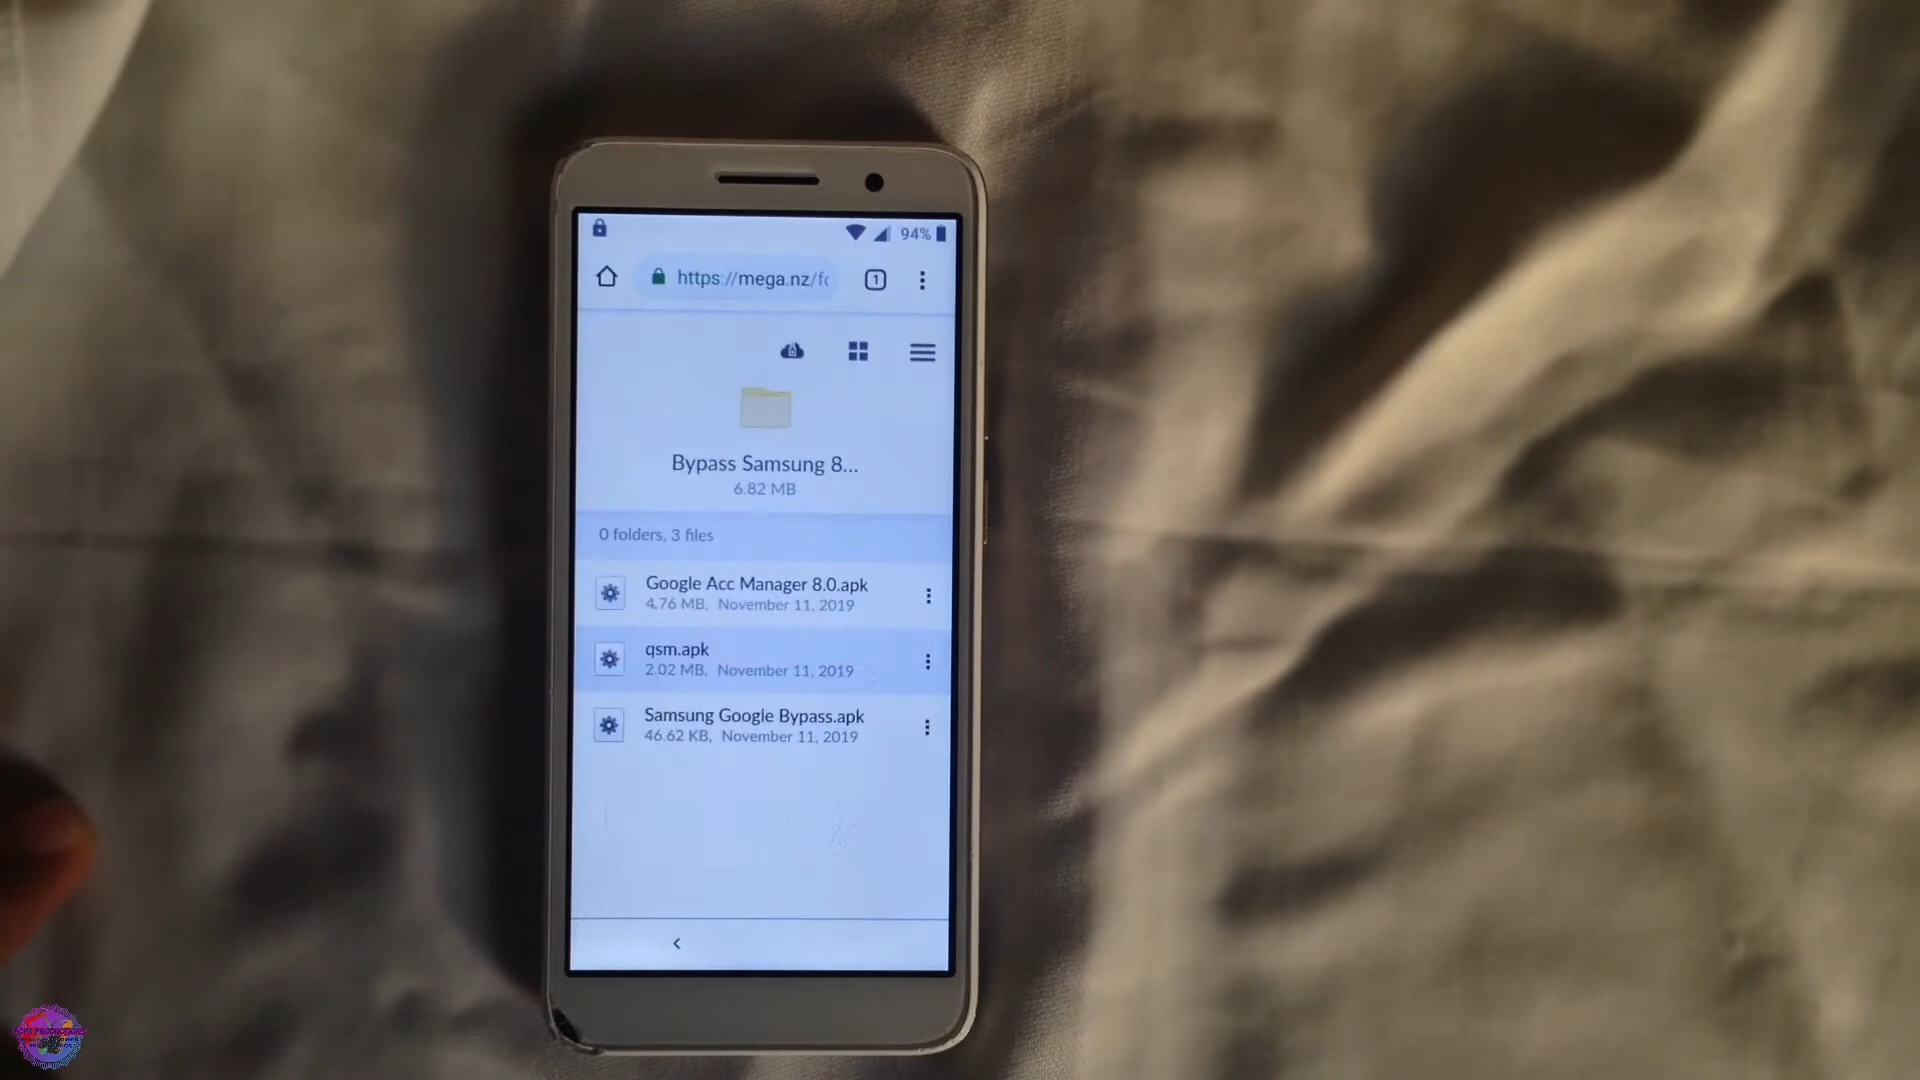 94%
https://mega.nz/fo
1
Bypass Samsung 8...
6.82 MB
0 folders, 3 files
Google Acc Manager 8.0.apk
4.76 MB, November 11, 2019
qsm.apk
2.02 MB, November 11, 2019
Samsung Google Bypass.apk
46.62 KB, November 11, 2019